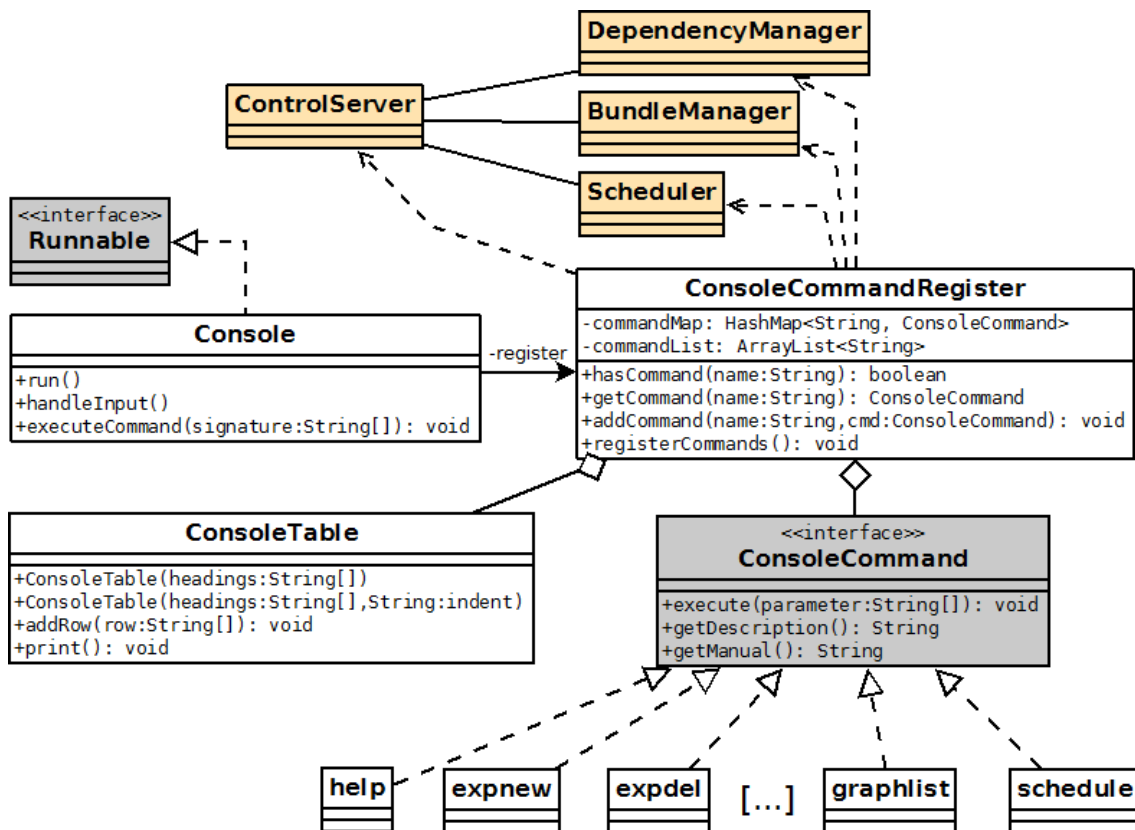 DependencyManager
ControlServer
BundleManager
Scheduler
<<interface>>
Runnable
ConsoleCommandRegister
-commandMap: HashMap<String, ConsoleCommand>
-commandList: ArrayList<String>
+hasCommand(name:String): boolean
+getCommand(name:String): ConsoleCommand
+addCommand(name:String,cmd:ConsoleCommand): void
+registerCommands(): void
Console
+run()
+handleInput()
+executeCommand(signature:String[]): void
-register
ConsoleTable
+ConsoleTable(headings:String[])
+ConsoleTable(headings:String[],String:indent)
+addRow(row:String[]): void
+print(): void
<<interface>>
ConsoleCommand
+execute(parameter:String[]): void
+getDescription(): String
+getManual(): String
help
expnew
expdel
[...]
graphlist
schedule